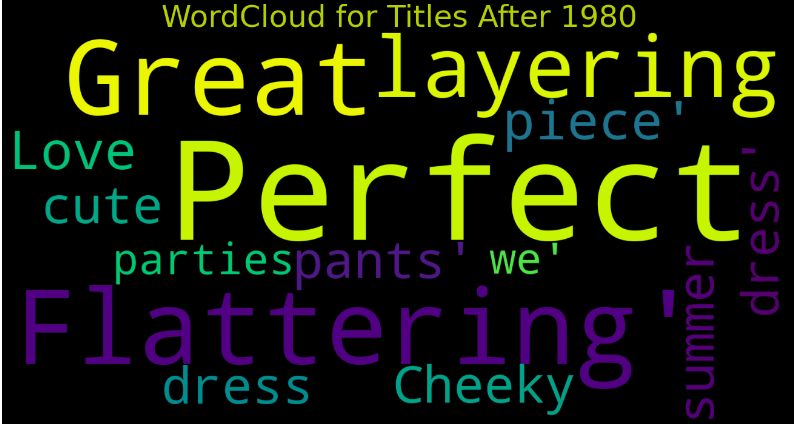 WordCloud for Titles After 1980
Great
layering
piece'
Love
Perfect
cute
dress'
parties
pants'
we'
summer
Flattering'
dress
Cheeky